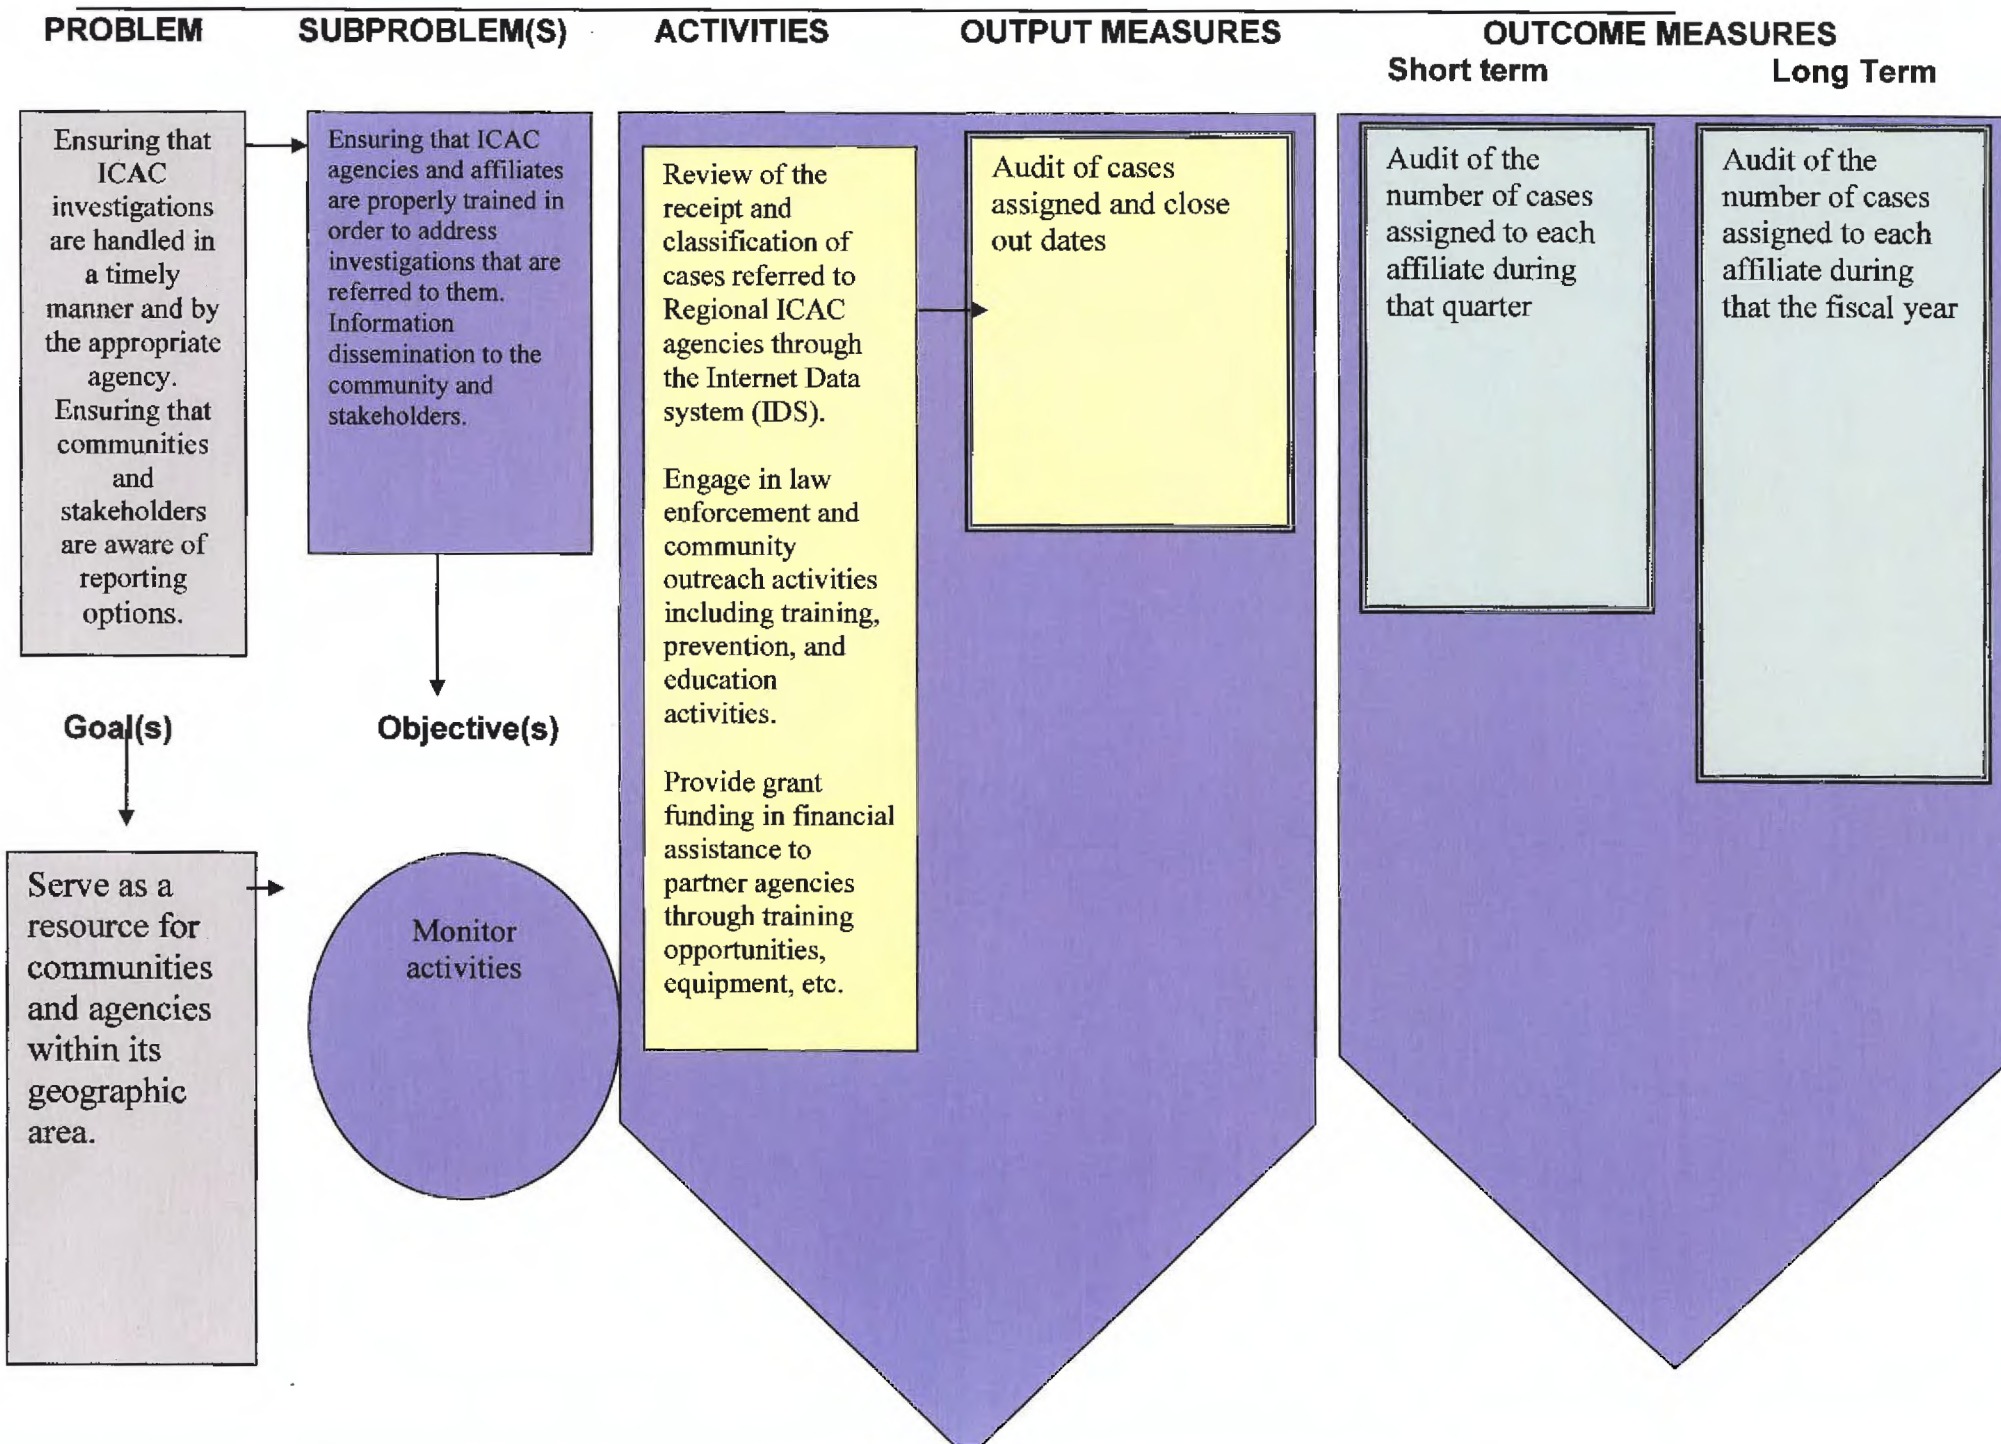 PROBLEM
SUBPROBLEM(S)
ACTIVITIES
OUTPUT MEASURES
OUTCOME MEASURES
Short term
Long Term
Ensuring that
ICAC
investigations
are handled in
a timely
manner and by
the appropriate
agency.
Ensuring that
communities
and
stakeholders
are aware of
reporting
options.
Ensuring that ICAC
agencies and affiliates
are properly trained in
order to address
investigations that are
referred to them.
Information
dissemination to the
community and
stakeholders.
Review of the
receipt and
classification of
cases referred to
Regional ICAC
agencies through
the Internet Data
system (IDS).
Engage in law
enforcement and
community
outreach activities
including training,
prevention, and
education
activities.
Provide grant
funding in financial
assistance to
partner agencies
through training
opportunities,
equipment, etc.
Audit of cases
assigned and close
out dates
Audit of the
number of cases
assigned to each
affiliate during
that quarter
Audit of the
number of cases
assigned to each
affiliate during
that the fiscal year
Goal(s)
Objective(s)
Serve as a
resource for
communities
and agencies
within its
geographic
area.
Monitor
activities